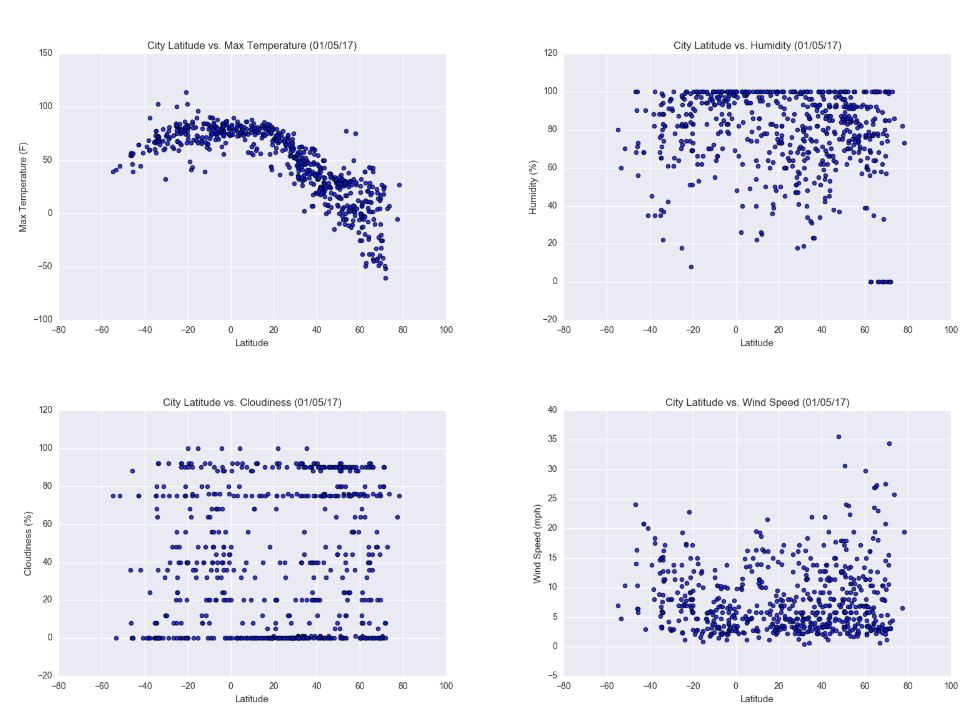 City Latitude vs. Max Temperature (01/05/17)
150
100
50
0
−50
−100
Max Temperature (F)
−80 −60 −40 −20 0 20 40 60 80 100
Latitude
City Latitude vs. Humidity (01/05/17)
120
100
80
60
40
20
0
−20
Humidity (%)
−80 −60 −40 −20 0 20 40 60 80 100
Latitude
City Latitude vs. Cloudiness (01/05/17)
120
100
80
60
40
20
0
−20
Cloudiness (%)
−80 −60 −40 −20 0 20 40 60 80 100
Latitude
City Latitude vs. Wind Speed (01/05/17)
40
35
30
25
20
15
10
5
0
−5
Wind Speed (mph)
−80 −60 −40 −20 0 20 40 60 80 100
Latitude